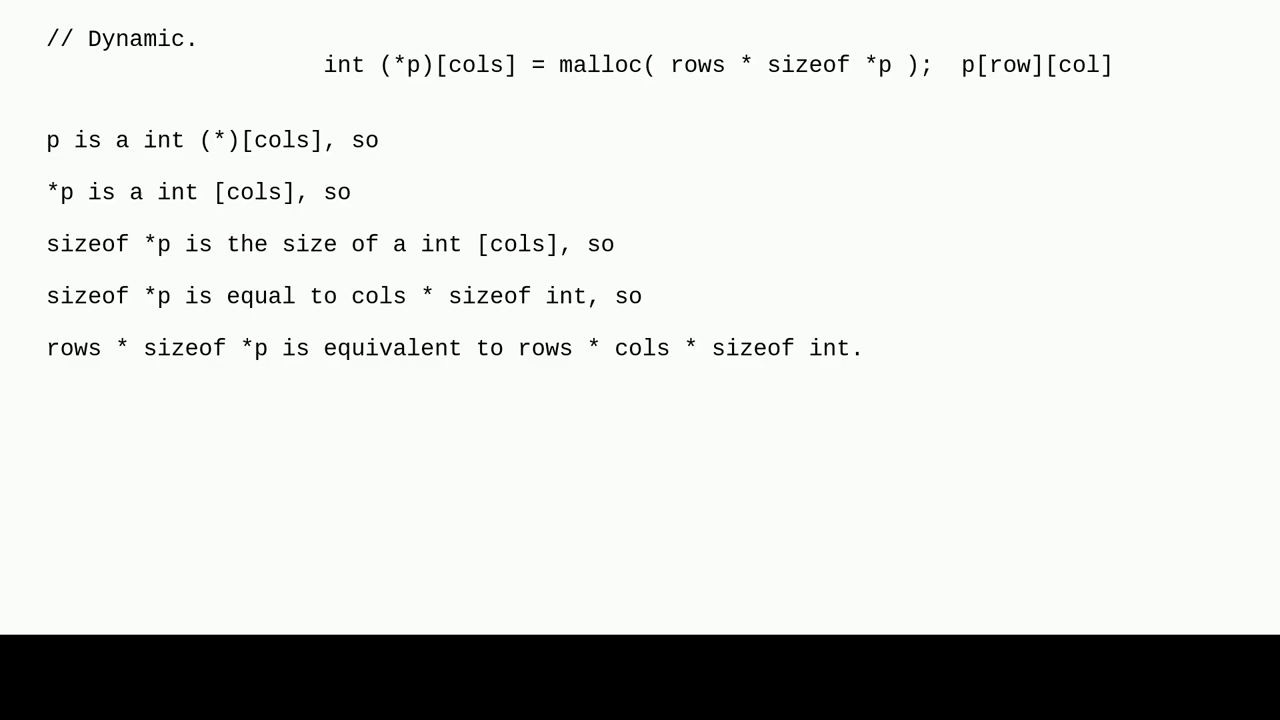 // Dynamic.
int (*p)[cols] = malloc( rows * sizeof *p );  p[row][col]
p is a int (*)[cols], so
*p is a int [cols], so
sizeof *p is the size of a int [cols], so
sizeof *p is equal to cols * sizeof int, so
rows * sizeof *p is equivalent to rows * cols * sizeof int.